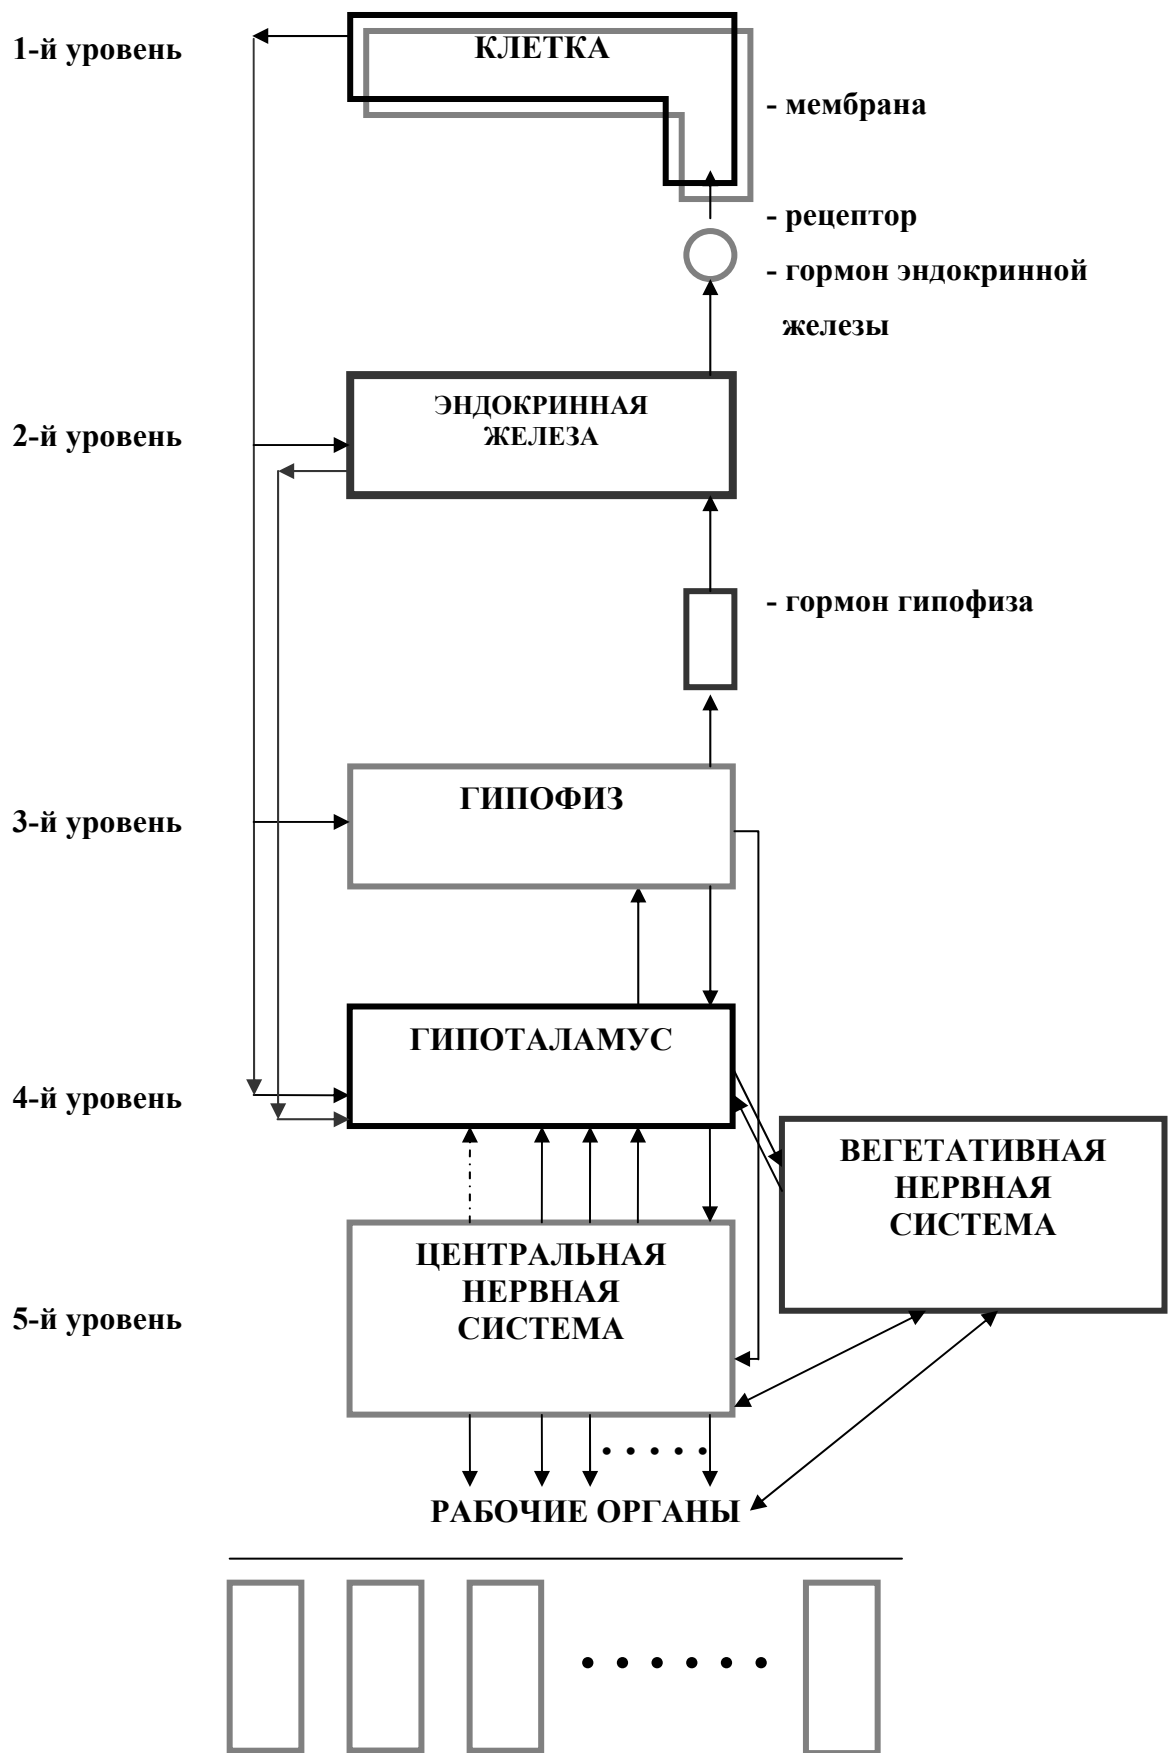 1-й уровень
КЛЕТКА
- мембрана
- рецептор
- гормон эндокринной
железы
ЭНДОКРИННАЯ
ЖЕЛЕЗА
2-й уровень
- гормон гипофиза
ГИПОФИЗ
3-й уровень
ГИПОТАЛАМУС
4-й уровень
ВЕГЕТАТИВНАЯ
НЕРВНАЯ
СИСТЕМА
ЦЕНТРАЛЬНАЯ
НЕРВНАЯ
СИСТЕМА
5-й уровень
РАБОЧИЕ ОРГАНЫ